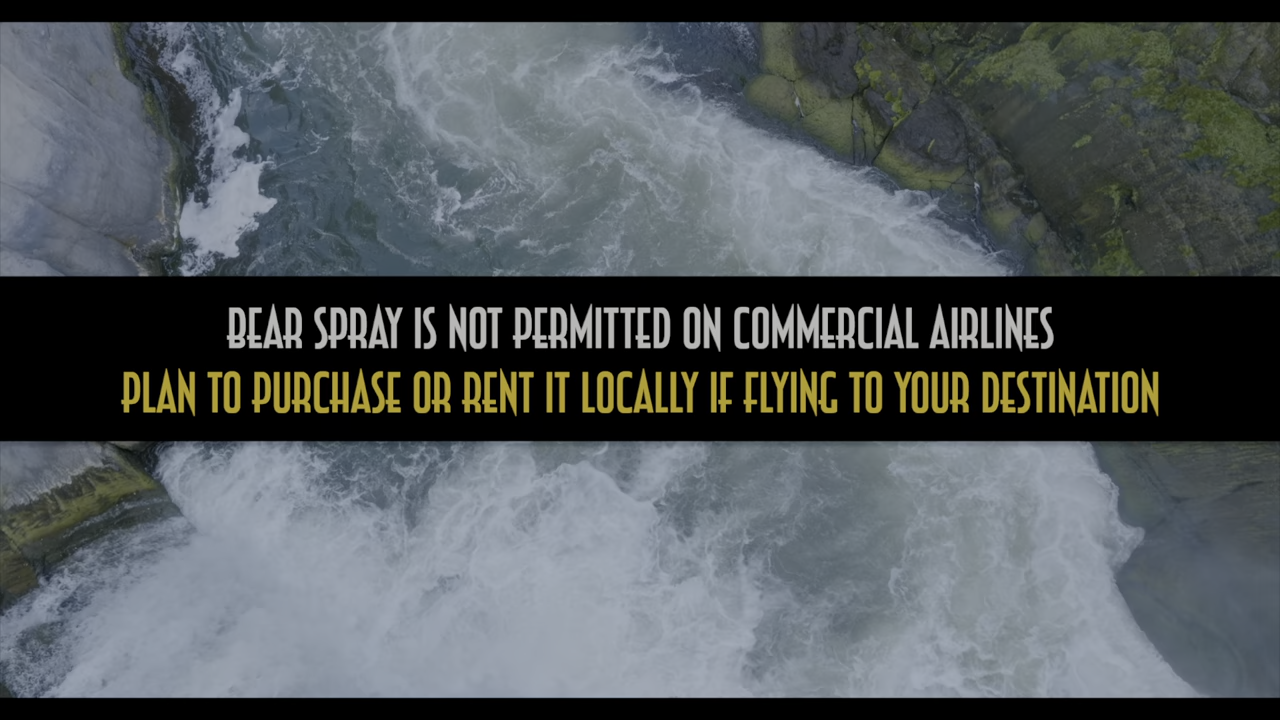 BEAR SPRAY IS NOT PERMITTED ON COMMERCIAL AIRLINES
PLAN TO PURCHASE OR RENT IT LOCALLY IF FLYING TO YOUR DESTINATION